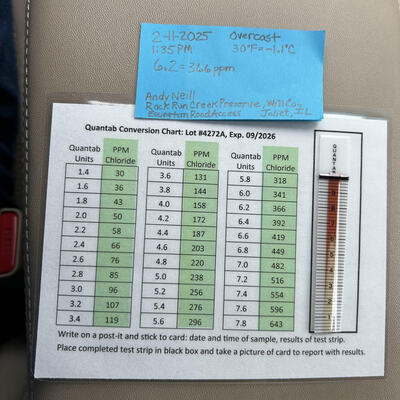 2-11-2025 Overcast
1:35 PM 30°F = -1.1°C
6.2 = 366 ppm
Andy Neill
Rock Run Creek Preserve, Will Co,
Essington Road Access Joliet, IL
Quantab Conversion Chart: Lot #4272A, Exp. 09/2026
Quantab Units PPM Chloride Quantab Units PPM Chloride Quantab Units PPM Chloride
1.4 30 3.6 131 5.8 318
1.6 36 3.8 144 6.0 341
1.8 43 4.0 158 6.2 366
2.0 50 4.2 172 6.4 392
2.2 58 4.4 187 6.6 419
2.4 66 4.6 203 6.8 449
2.6 76 4.8 220 7.0 482
2.8 85 5.0 238 7.2 516
3.0 96 5.2 256 7.4 554
3.2 107 5.4 276 7.6 596
3.4 119 5.6 296 7.8 643
QUANTAB
Write on a post-it and stick to card: date and time of sample, results of test strip.
Place completed test strip in black box and take a picture of card to report with results.